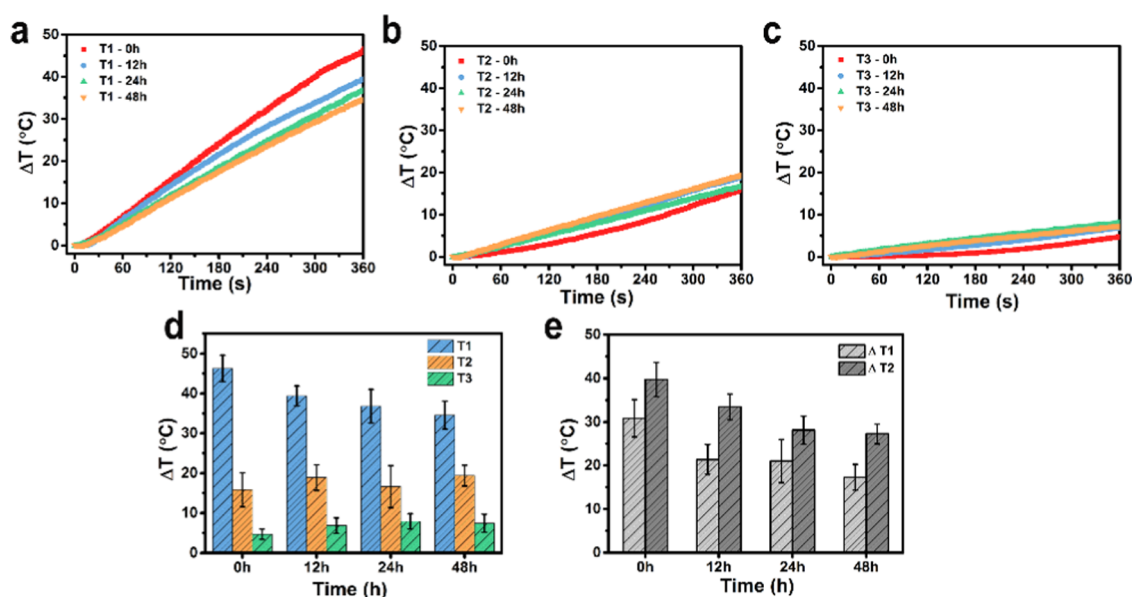 a
T1 - 0h
T1 - 12h
T1 - 24h
T1 - 48h
50
40
30
20
10
0
ΔT (°C)
0 60 120 180 240 300 360
Time (s)
b
T2 - 0h
T2 - 12h
T2 - 24h
T2 - 48h
50
40
30
20
10
0
ΔT (°C)
0 60 120 180 240 300 360
Time (s)
c
T3 - 0h
T3 - 12h
T3 - 24h
T3 - 48h
50
40
30
20
10
0
ΔT (°C)
0 60 120 180 240 300 360
Time (s)
d
T1
T2
T3
50
40
30
20
10
0
ΔT (°C)
0h 12h 24h 48h
Time (h)
e
Δ T1
Δ T2
50
40
30
20
10
0
ΔT (°C)
0h 12h 24h 48h
Time (h)